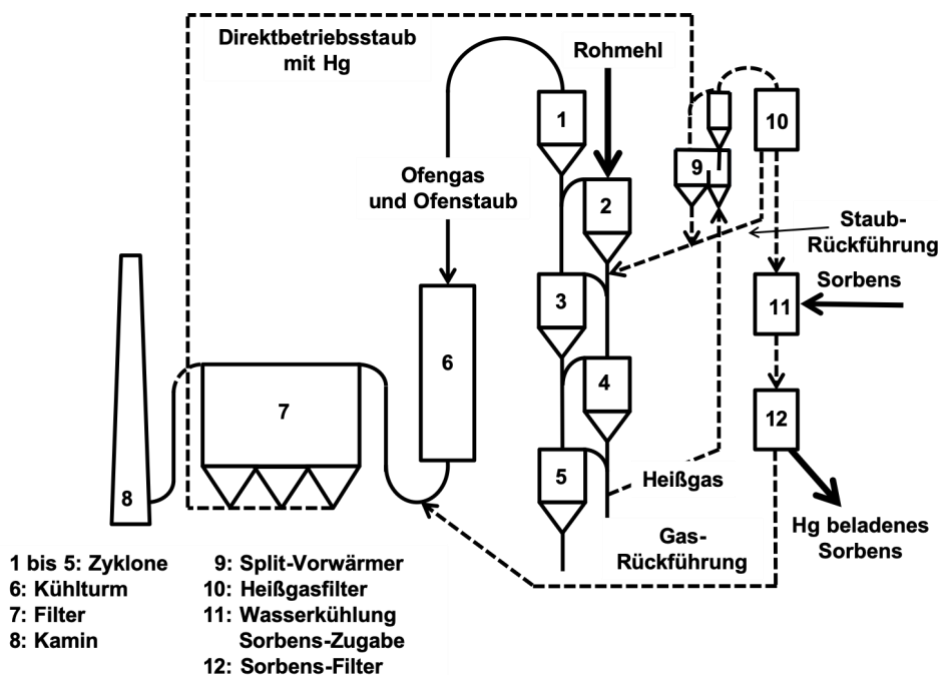 Direktbetriebsstaub
mit Hg
Rohmehl
1
10
9
Ofengas
und Ofenstaub
2
Staub-
Rückführung
Sorbens
3
11
6
4
7
12
5
Heißgas
8
Hg beladenes
Sorbens
Gas-
Rückführung
1 bis 5: Zyklone
6: Kühlturm
7: Filter
8: Kamin
9: Split-Vorwärmer
10: Heißgasfilter
11: Wasserkühlung
Sorbens-Zugabe
12: Sorbens-Filter